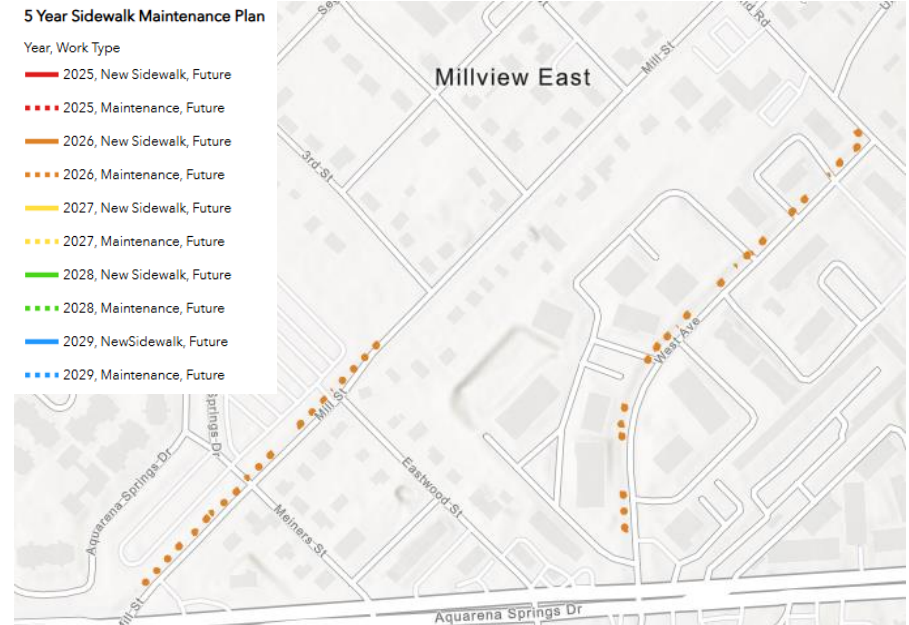 5 Year Sidewalk Maintenance Plan
Year, Work Type
2025, New Sidewalk, Future
2025, Maintenance, Future
2026, New Sidewalk, Future
2026, Maintenance, Future
2027, New Sidewalk, Future
2027, Maintenance, Future
2028, New Sidewalk, Future
2028, Maintenance, Future
2029, NewSidewalk, Future
2029, Maintenance, Future
Rd
Mill St
Millview East
3rd St
West Ave
Mill St
Springs Dr
Aquarena Springs Dr
Eastwood St
Meiners St
Mill St
Aquarena Springs Dr